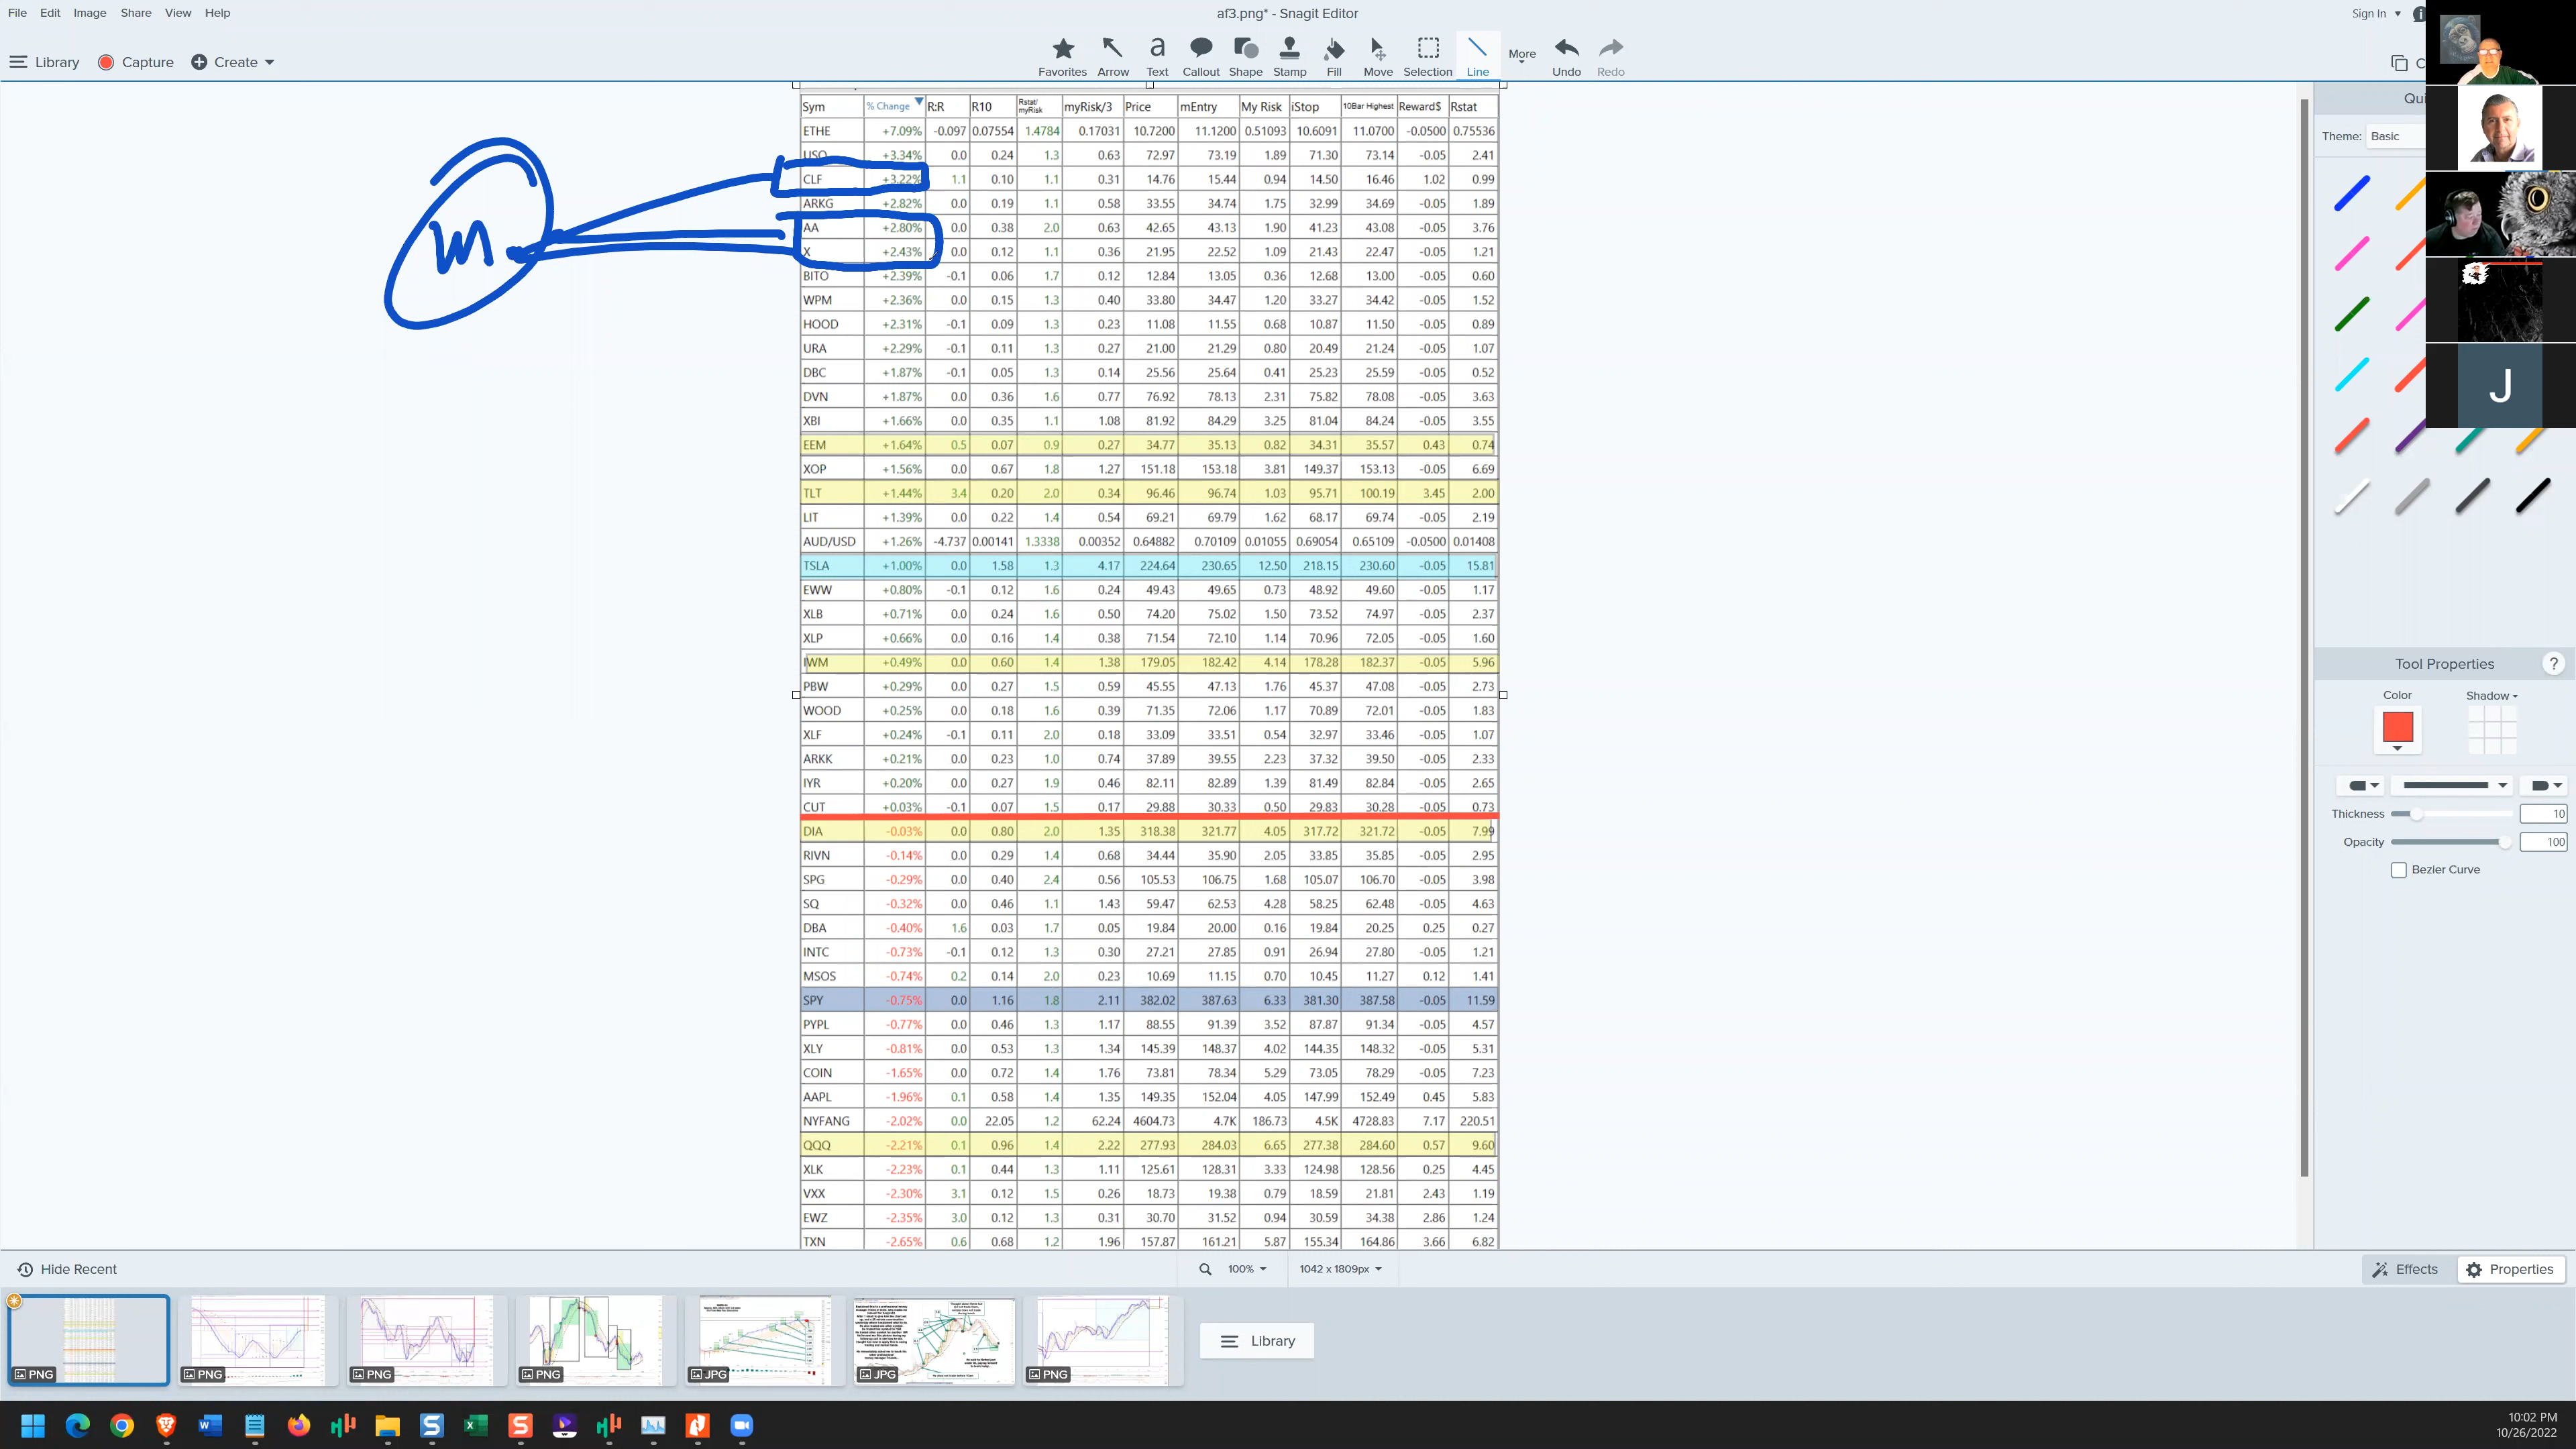 File Edit Image Share View Help
af3.png* - Snagit Editor
Sign In
Library Capture Create
Favorites Arrow Text Callout Shape Stamp Fill Move Selection Line More Undo Redo
Sym % Change R:R R10 Rstat/ myRisk myRisk/3 Price mEntry My Risk iStop 10Bar Highest Reward$ Rstat
ETHE +7.09% -0.097 0.07554 1.4784 0.17031 10.7200 11.1200 0.51093 10.6091 11.0700 -0.0500 0.75536
USO +3.34% 0.0 0.24 1.3 0.63 72.97 73.19 1.89 71.30 73.14 -0.05 2.41
CLF +3.22% 1.1 0.10 1.1 0.31 14.76 15.44 0.94 14.50 16.46 1.02 0.99
ARKG +2.82% 0.0 0.19 1.1 0.58 33.55 34.74 1.75 32.99 34.69 -0.05 1.89
m
AA +2.80% 0.0 0.38 2.0 0.63 42.65 43.13 1.90 41.23 43.08 -0.05 3.76
X +2.43% 0.0 0.12 1.1 0.36 21.95 22.52 1.09 21.43 22.47 -0.05 1.21
BITO +2.39% -0.1 0.06 1.7 0.12 12.84 13.05 0.36 12.68 13.00 -0.05 0.60
WPM +2.36% 0.0 0.15 1.3 0.40 33.80 34.47 1.20 33.27 34.42 -0.05 1.52
HOOD +2.31% -0.1 0.09 1.3 0.23 11.08 11.55 0.68 10.87 11.50 -0.05 0.89
URA +2.29% -0.1 0.11 1.3 0.27 21.00 21.29 0.80 20.49 21.24 -0.05 1.07
DBC +1.87% -0.1 0.05 1.3 0.14 25.56 25.64 0.41 25.23 25.59 -0.05 0.52
DVN +1.87% 0.0 0.36 1.6 0.77 76.92 78.13 2.31 75.82 78.08 -0.05 3.63
XBI +1.66% 0.0 0.35 1.1 1.08 81.92 84.29 3.25 81.04 84.24 -0.05 3.55
EEM +1.64% 0.5 0.07 0.9 0.27 34.77 35.13 0.82 34.31 35.57 0.43 0.74
XOP +1.56% 0.0 0.67 1.8 1.27 151.18 153.18 3.81 149.37 153.13 -0.05 6.69
TLT +1.44% 3.4 0.20 2.0 0.34 96.46 96.74 1.03 95.71 100.19 3.45 2.00
LIT +1.39% 0.0 0.22 1.4 0.54 69.21 69.79 1.62 68.17 69.74 -0.05 2.19
AUD/USD +1.26% -4.737 0.00141 1.3338 0.00352 0.64882 0.70109 0.01055 0.69054 0.65109 -0.0500 0.01408
TSLA +1.00% 0.0 1.58 1.3 4.17 224.64 230.65 12.50 218.15 230.60 -0.05 15.81
EWW +0.80% -0.1 0.12 1.6 0.24 49.43 49.65 0.73 48.92 49.60 -0.05 1.17
XLB +0.71% 0.0 0.24 1.6 0.50 74.20 75.02 1.50 73.52 74.97 -0.05 2.37
XLP +0.66% 0.0 0.16 1.4 0.38 71.54 72.10 1.14 70.96 72.05 -0.05 1.60
IWM +0.49% 0.0 0.60 1.4 1.38 179.05 182.42 4.14 178.28 182.37 -0.05 5.96
PBW +0.29% 0.0 0.27 1.5 0.59 45.55 47.13 1.76 45.37 47.08 -0.05 2.73
WOOD +0.25% 0.0 0.18 1.6 0.39 71.35 72.06 1.17 70.89 72.01 -0.05 1.83
XLF +0.24% -0.1 0.11 2.0 0.18 33.09 33.51 0.54 32.97 33.46 -0.05 1.07
ARKK +0.21% 0.0 0.23 1.0 0.74 37.89 39.55 2.23 37.32 39.50 -0.05 2.33
IYR +0.20% 0.0 0.27 1.9 0.46 82.11 82.89 1.39 81.49 82.84 -0.05 2.65
CUT +0.03% -0.1 0.07 1.5 0.17 29.88 30.33 0.50 29.83 30.28 -0.05 0.73
DIA -0.03% 0.0 0.80 2.0 1.35 318.38 321.77 4.05 317.72 321.72 -0.05 7.99
RIVN -0.14% 0.0 0.29 1.4 0.68 34.44 35.90 2.05 33.85 35.85 -0.05 2.95
SPG -0.29% 0.0 0.40 2.4 0.56 105.53 106.75 1.68 105.07 106.70 -0.05 3.98
SQ -0.32% 0.0 0.46 1.1 1.43 59.47 62.53 4.28 58.25 62.48 -0.05 4.63
DBA -0.40% 1.6 0.03 1.7 0.05 19.84 20.00 0.16 19.84 20.25 0.25 0.27
INTC -0.73% -0.1 0.12 1.3 0.30 27.21 27.85 0.91 26.94 27.80 -0.05 1.21
MSOS -0.74% 0.2 0.14 2.0 0.23 10.69 11.15 0.70 10.45 11.27 0.12 1.41
SPY -0.75% 0.0 1.16 1.8 2.11 382.02 387.63 6.33 381.30 387.58 -0.05 11.59
PYPL -0.77% 0.0 0.46 1.3 1.17 88.55 91.39 3.52 87.87 91.34 -0.05 4.57
XLY -0.81% 0.0 0.53 1.3 1.34 145.39 148.37 4.02 144.35 148.32 -0.05 5.31
COIN -1.65% 0.0 0.72 1.4 1.76 73.81 78.34 5.29 73.05 78.29 -0.05 7.23
AAPL -1.96% 0.1 0.58 1.4 1.35 149.35 152.04 4.05 147.99 152.49 0.45 5.83
NYFANG -2.02% 0.0 22.05 1.2 62.24 4604.73 4.7K 186.73 4.5K 4728.83 7.17 220.51
QQQ -2.21% 0.1 0.96 1.4 2.22 277.93 284.03 6.65 277.38 284.60 0.57 9.60
XLK -2.23% 0.1 0.44 1.3 1.11 125.61 128.31 3.33 124.98 128.56 0.25 4.45
VXX -2.30% 3.1 0.12 1.5 0.26 18.73 19.38 0.79 18.59 21.81 2.43 1.19
EWZ -2.35% 3.0 0.12 1.3 0.31 30.70 31.52 0.94 30.59 34.38 2.86 1.24
TXN -2.65% 0.6 0.68 1.2 1.96 157.87 161.21 5.87 155.34 164.86 3.66 6.82
Theme: Basic
J
Tool Properties ?
Color Shadow
Thickness 10
Opacity 100
Bezier Curve
Hide Recent 100% 1042 x 1809px Effects Properties
PNG PNG PNG PNG JPG JPG PNG
Library
10:02 PM
10/26/2022